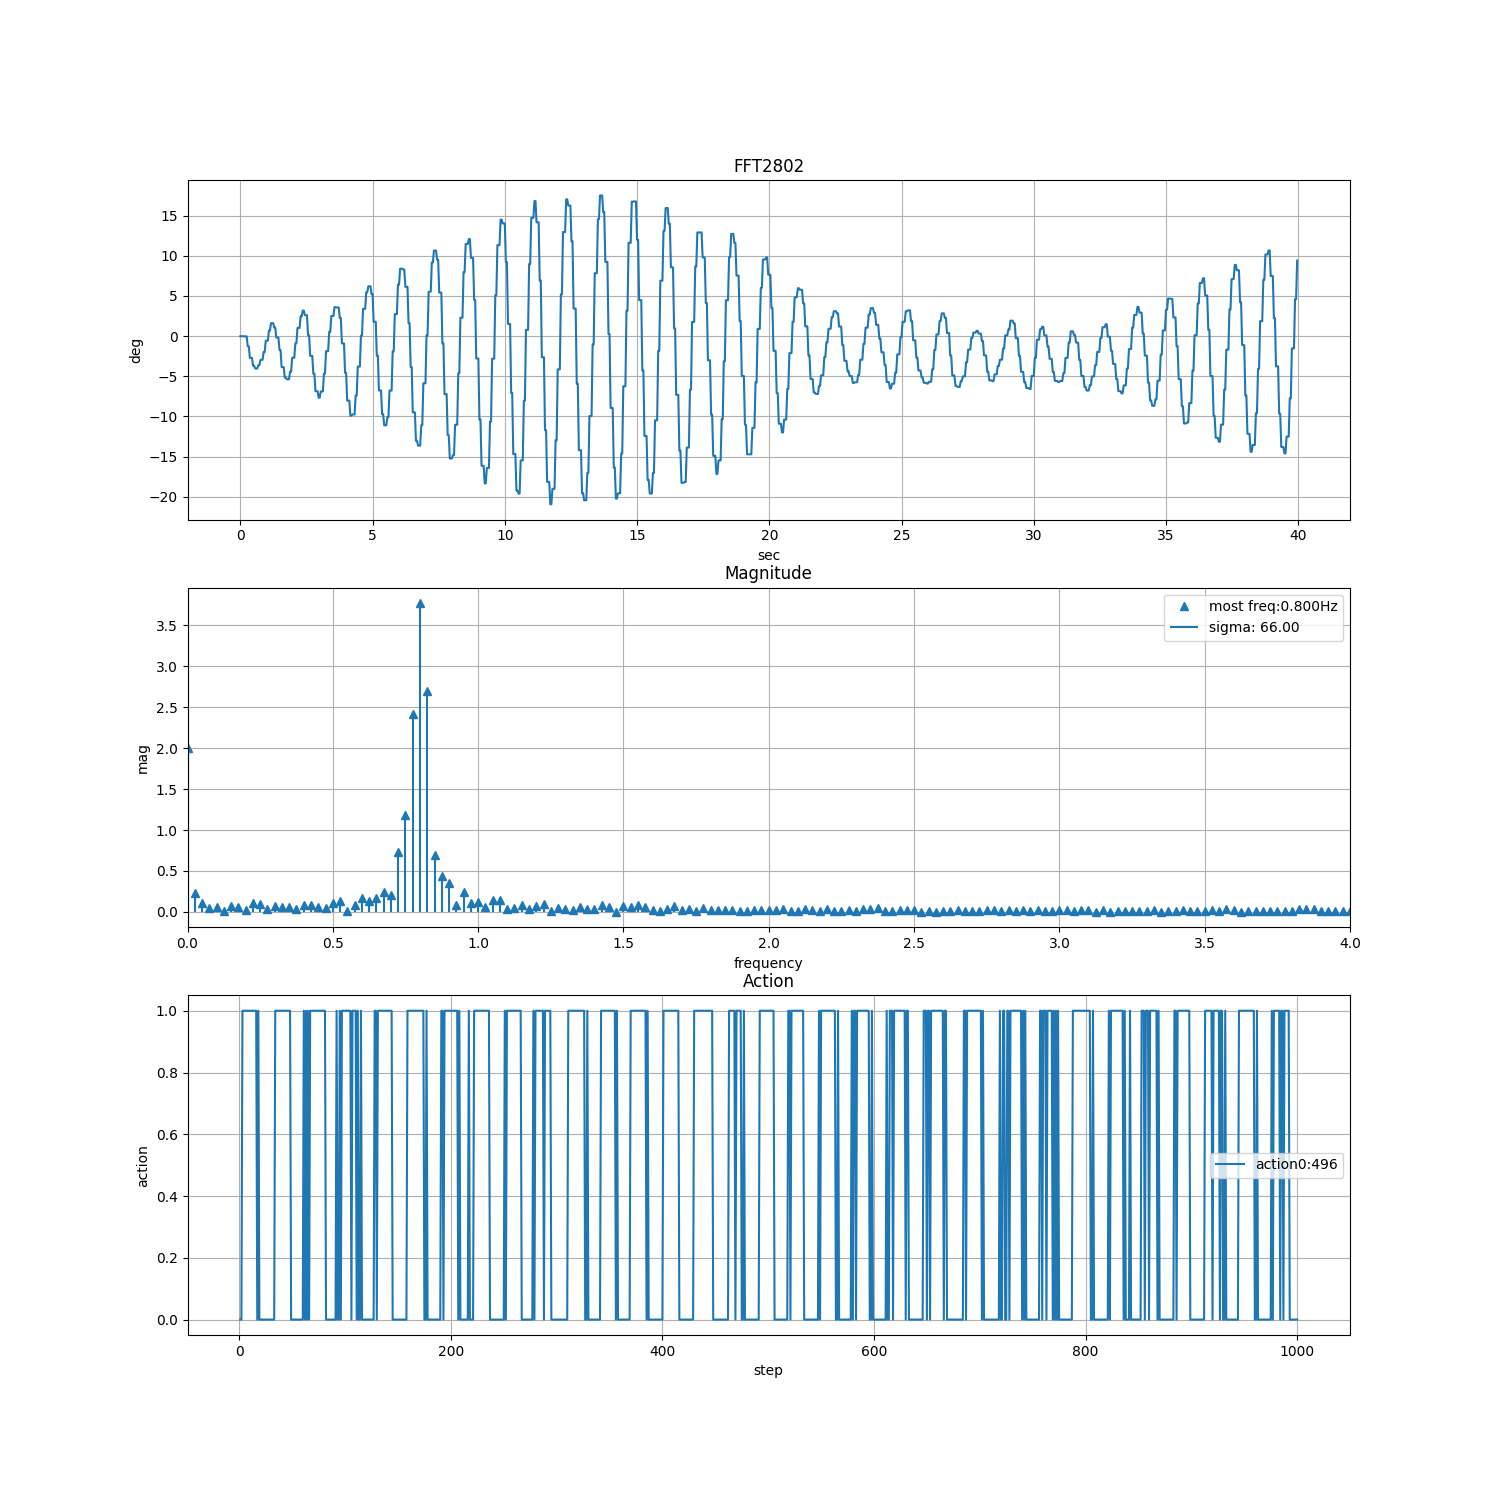 FFT2802
15
10
5
0
−5
−10
−15
−20
deg
0 5 10 15 20 25 30 35 40
sec
Magnitude
most freq:0.800Hz
sigma: 66.00
3.5
3.0
2.5
2.0
1.5
1.0
0.5
0.0
mag
0.0 0.5 1.0 1.5 2.0 2.5 3.0 3.5 4.0
frequency
Action
1.0
0.8
0.6
0.4
0.2
0.0
action
action0:496
0 200 400 600 800 1000
step